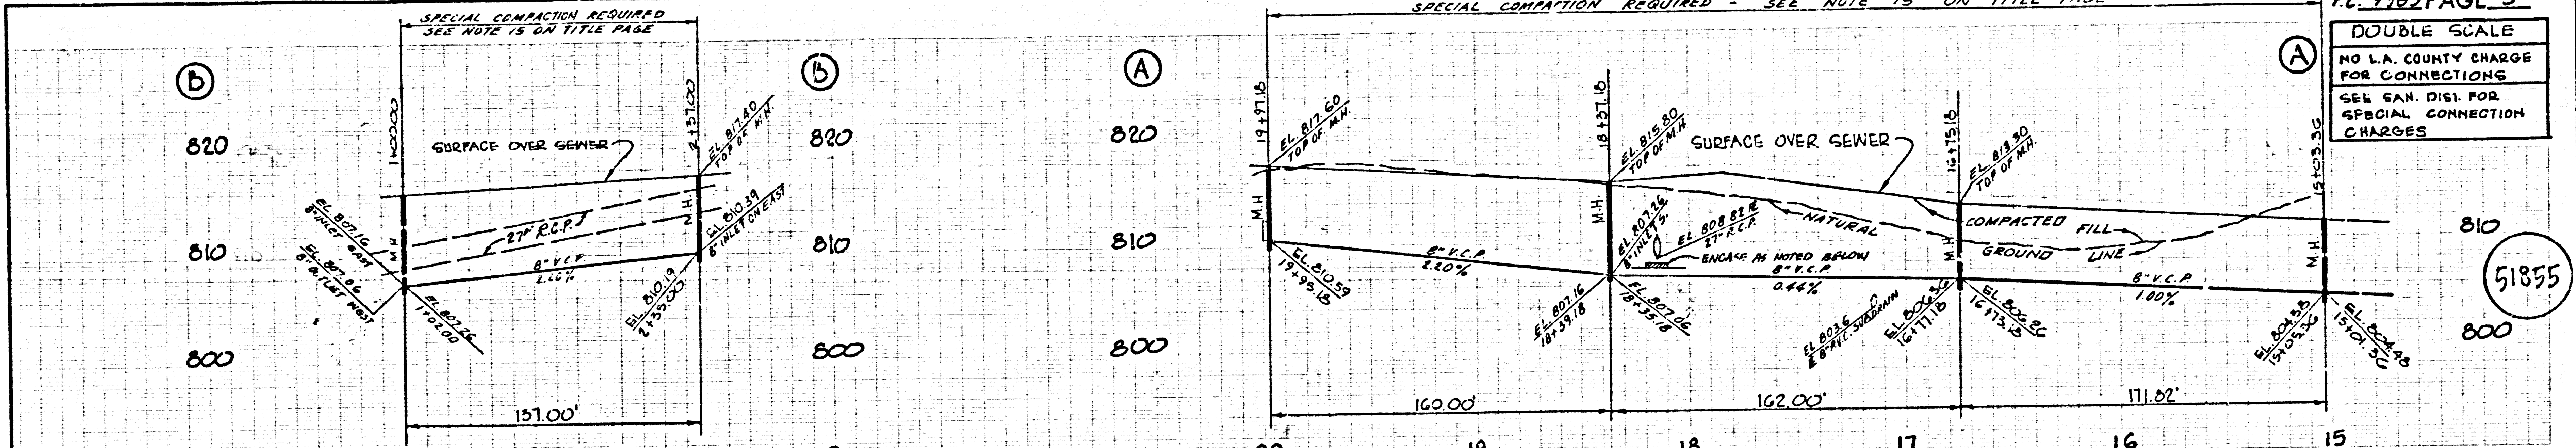 SPECIAL COMPACTION REQUIRED
SEE NOTE 15 ON TITLE PAGE
B
820
810
800
1+00.00
M.H.
SURFACE OVER SEWER
27" R.C.P.
8" V.C.P.
EL. 807.16
8" INLET EAST
EL. 807.06
8" OUTLET WEST
EL. 807.26
1+02.00
2+37.00
M.H.
EL. 817.40
TOP OF M.H.
EL. 810.39
8" INLET ON EAST
EL. 810.19
2+35.00
137.00'
B
820
810
800
SPECIAL COMPACTION REQUIRED - SEE NOTE 15 ON TITLE PAGE
A
820
810
800
19+97.18
M.H.
EL. 817.60
TOP OF M.H.
EL. 810.59
19+95.18
8" V.C.P.
2.20%
18+37.18
M.H.
EL. 815.80
TOP OF M.H.
EL. 807.26
8" INLET S.
EL. 807.16
18+39.18
EL. 807.06
18+35.18
EL. 808.82
27" R.C.P.
ENCASE AS NOTED BELOW
8" V.C.P.
0.44%
SURFACE OVER SEWER
NATURAL
GROUND LINE
COMPACTED FILL
EL. 803.6
8" P.V.C. SUBDRAIN
16+75.18
M.H.
EL. 813.30
TOP OF M.H.
EL. 806.36
16+77.18
EL. 806.26
16+73.18
8" V.C.P.
1.00%
15+03.36
M.H.
EL. 804.58
15+05.36
EL. 804.48
15+01.36
160.00'
162.00'
171.82'
A
810
800
PAGE
DOUBLE SCALE
NO L.A. COUNTY CHARGE
FOR CONNECTIONS
SEE SAN. DIST. FOR
SPECIAL CONNECTION
CHARGES
51855
19
18
17
16
15